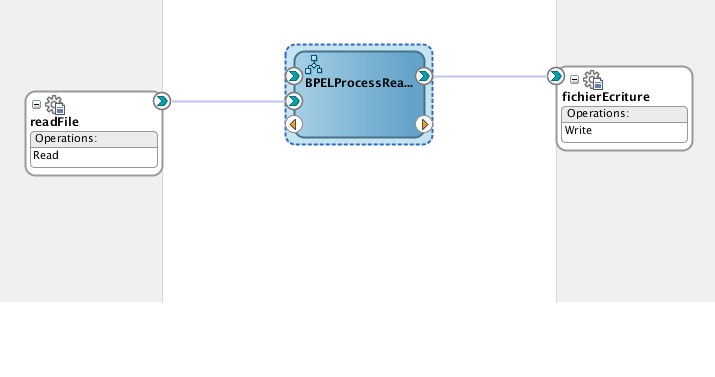 readFile
Operations:
Read
BPELProcessRea...
fichierEcriture
Operations:
Write